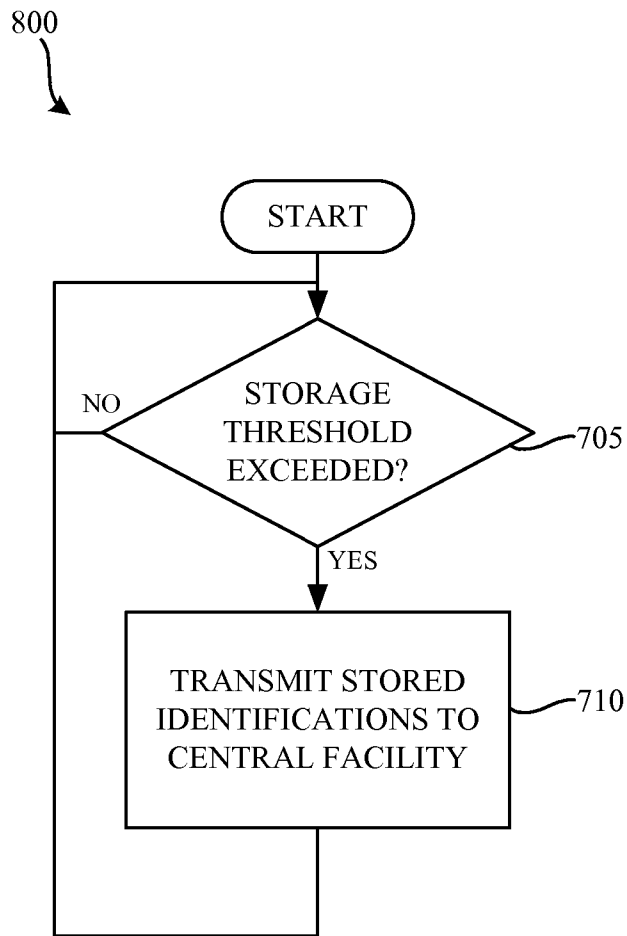 800
START
NO
STORAGE
THRESHOLD
EXCEEDED?
705
YES
TRANSMIT STORED
IDENTIFICATIONS TO
CENTRAL FACILITY
710